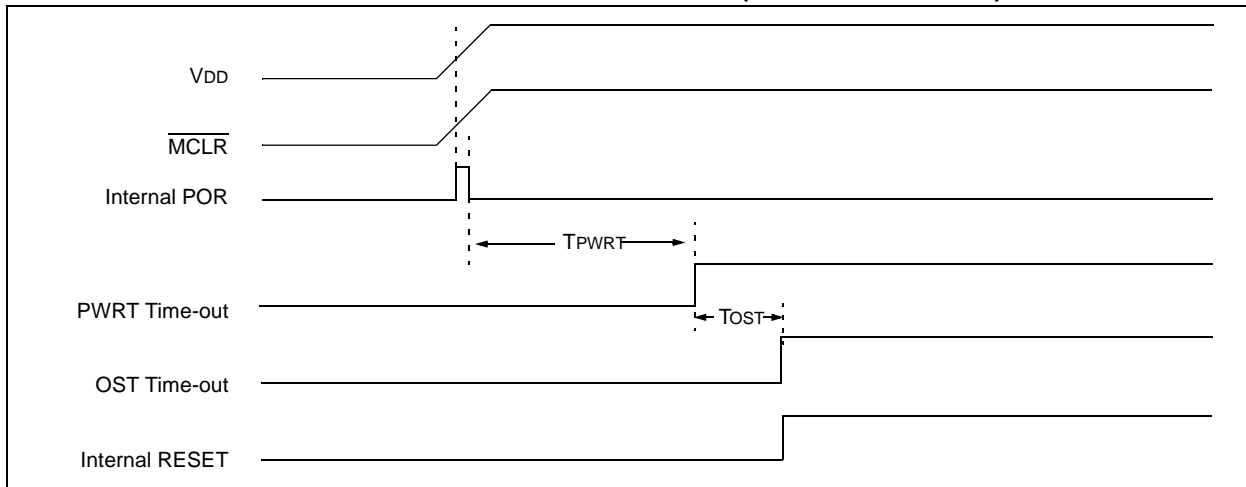 VDD
MCLR
Internal POR
TPWRT
PWRT Time-out
TOST
OST Time-out
Internal RESET